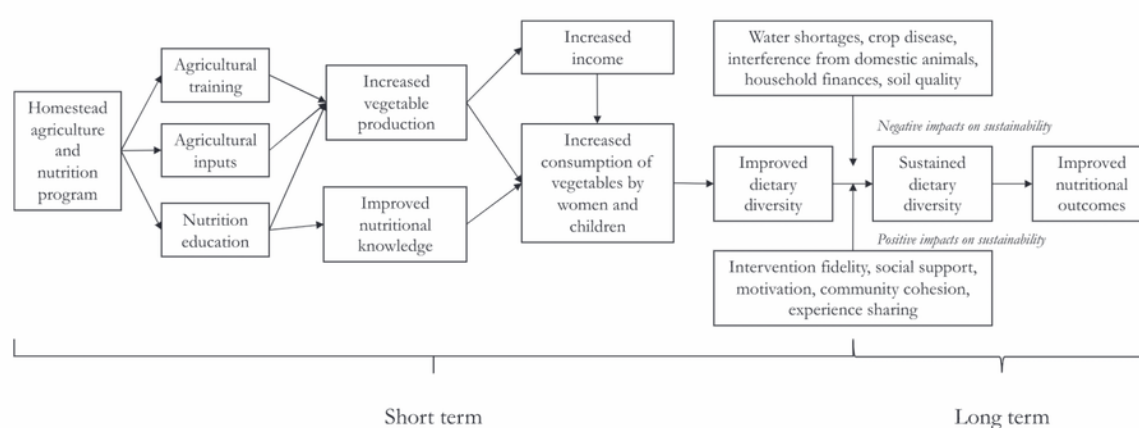 Homestead
agriculture
and
nutrition
program
Agricultural
training
Agricultural
inputs
Nutrition
education
Increased
vegetable
production
Improved
nutritional
knowledge
Increased
income
Increased
consumption of
vegetables by
women and
children
Water shortages, crop disease,
interference from domestic animals,
household finances, soil quality
Negative impacts on sustainability
Improved
dietary
diversity
Sustained
dietary
diversity
Improved
nutritional
outcomes
Positive impacts on sustainability
Intervention fidelity, social support,
motivation, community cohesion,
experience sharing
Short term
Long term